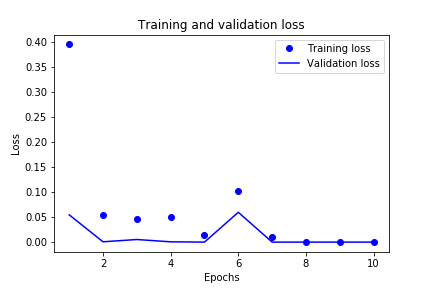 Training and validation loss
Training loss
Validation loss
Loss
0.40
0.35
0.30
0.25
0.20
0.15
0.10
0.05
0.00
2 4 6 8 10
Epochs